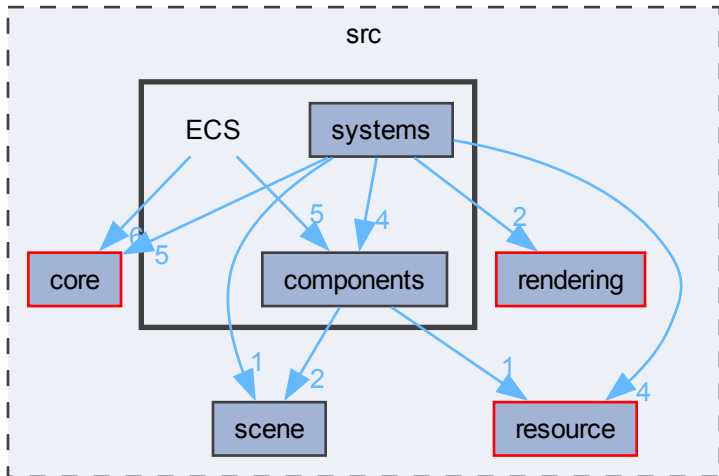 src
ECS
systems
5
4
2
6
5
core
components
rendering
1
2
1
4
scene
resource